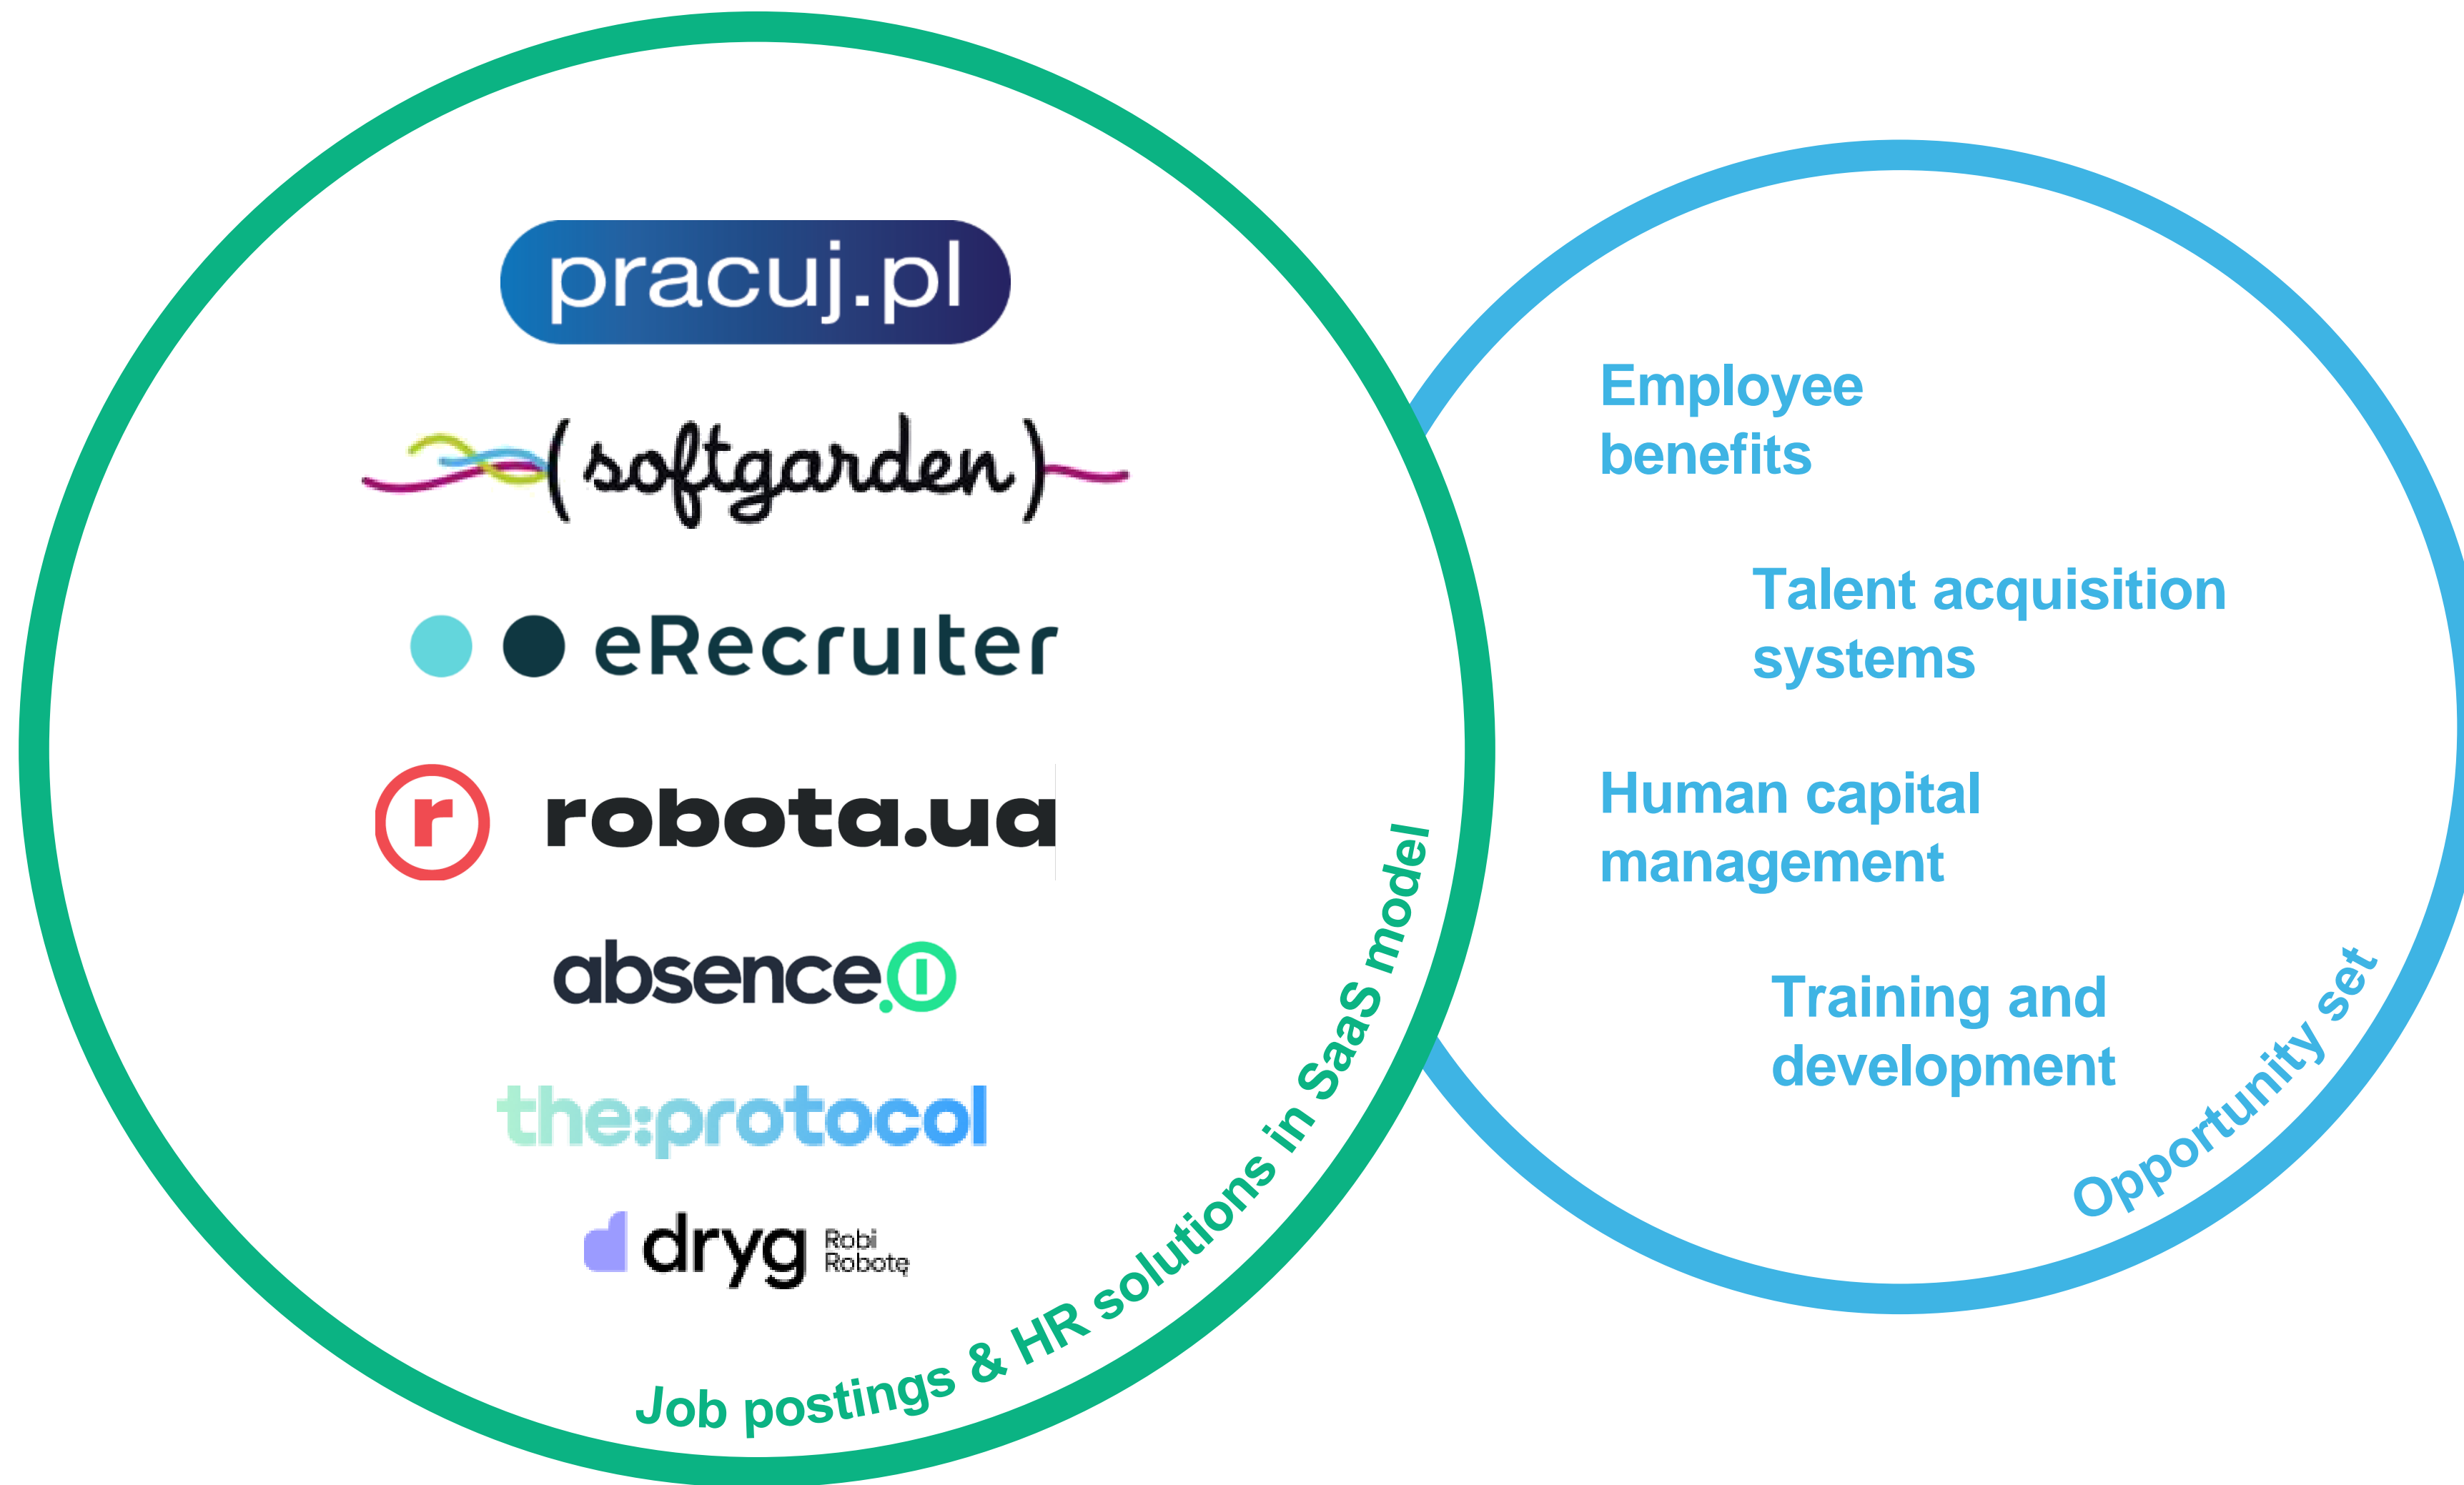 pracuj.pl
(softgarden)
eRecruiter
r robota.ua
absence.io
the:protocol
dryg Robi
Robotę
Job postings & HR solutions in SaaS model
Employee
benefits
Talent acquisition
systems
Human capital
management
Training and
development
Opportunity set